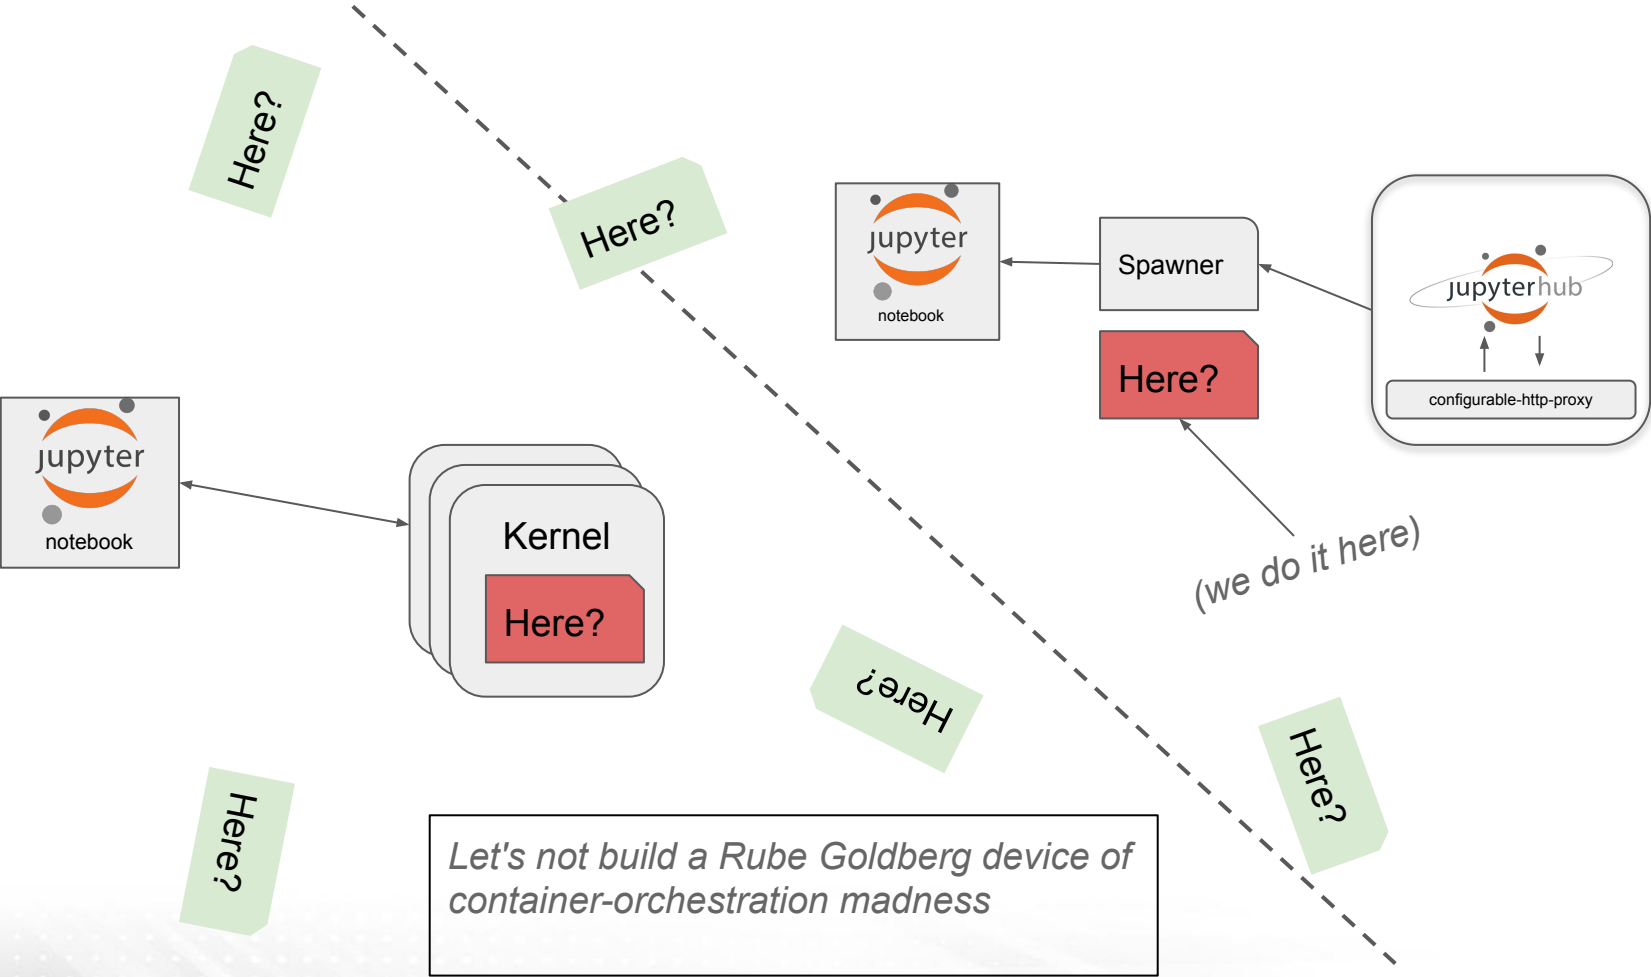 Here?
Here?
jupyter
notebook
Spawner
jupyterhub
configurable-http-proxy
Here?
(we do it here)
jupyter
notebook
Kernel
Here?
Here?
Here?
Here?
Let's not build a Rube Goldberg device of
container-orchestration madness